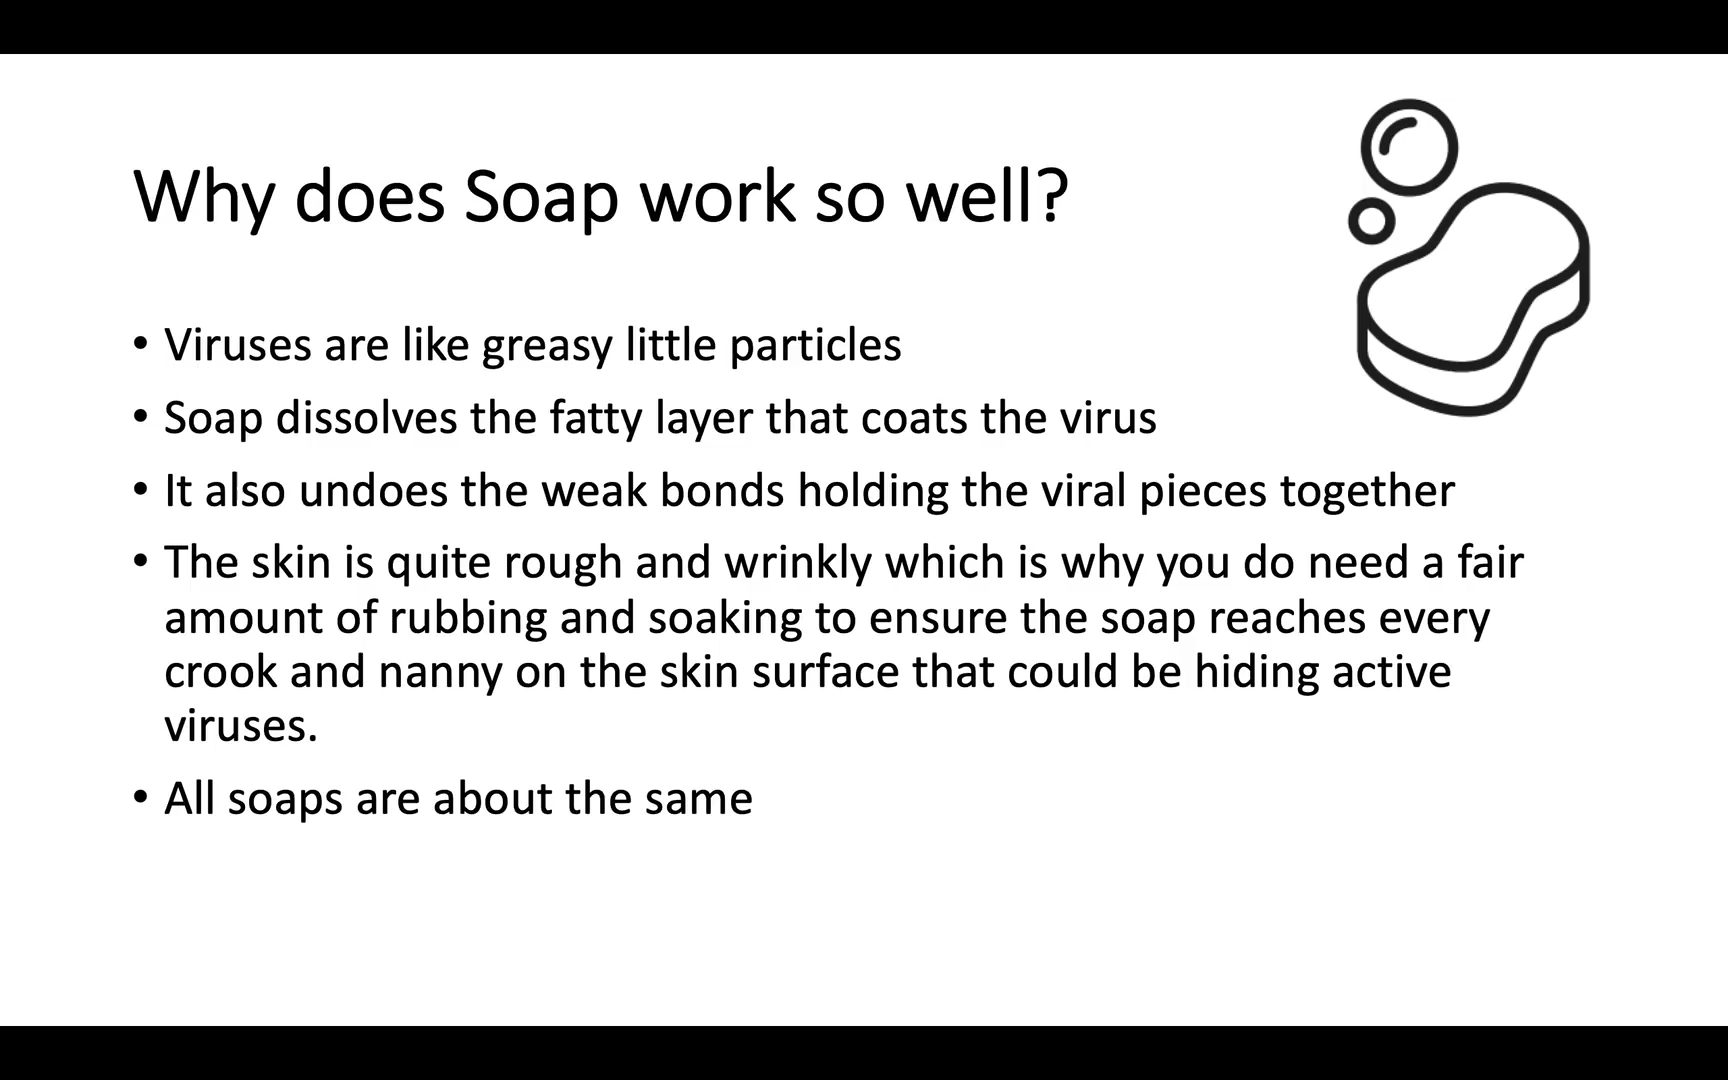 Why does Soap work so well?
• Viruses are like greasy little particles
• Soap dissolves the fatty layer that coats the virus
• It also undoes the weak bonds holding the viral pieces together
• The skin is quite rough and wrinkly which is why you do need a fair
amount of rubbing and soaking to ensure the soap reaches every
crook and nanny on the skin surface that could be hiding active
viruses.
• All soaps are about the same